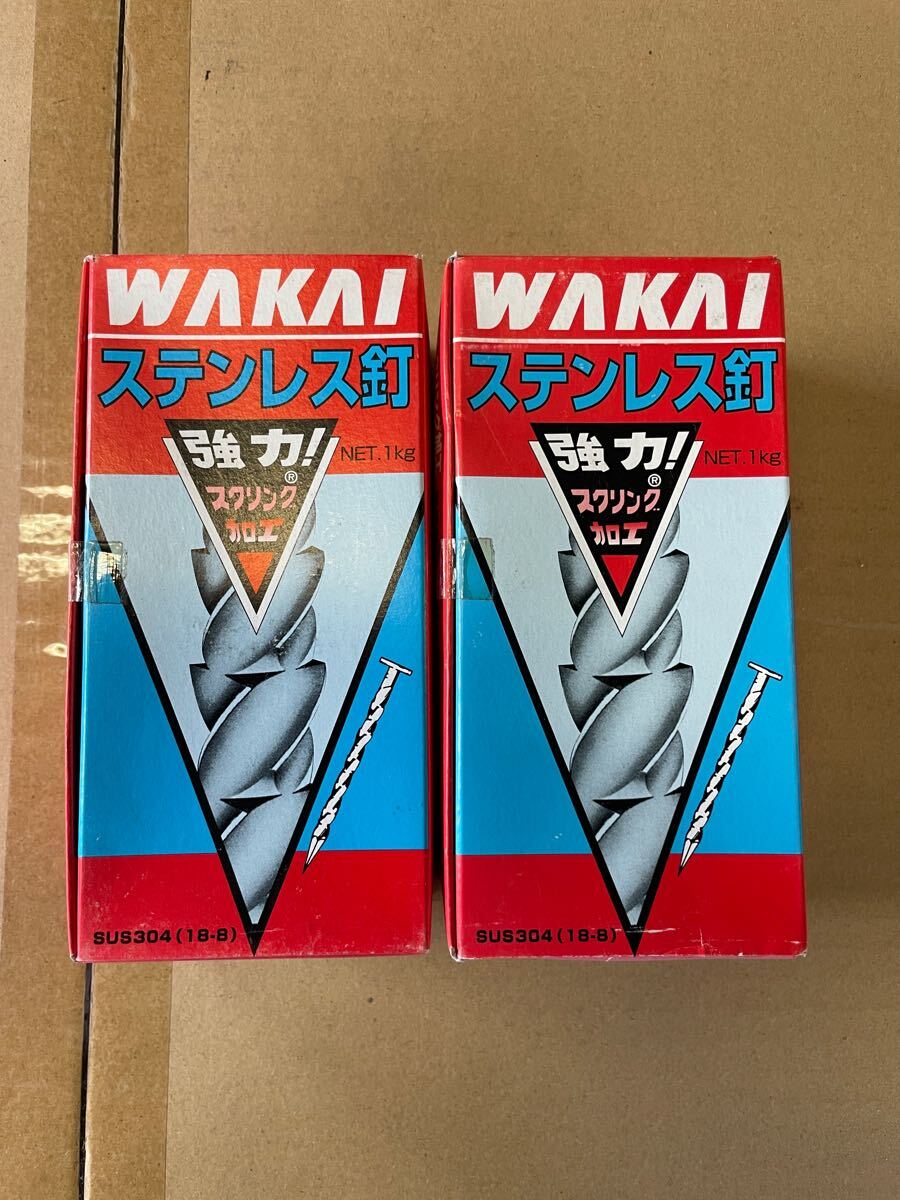 WAKAI
ステンレス釘
強力!
NET.1kg
®
スクリング
加工
SUS304(18-8)
WAKAI
ステンレス釘
強力!
NET.1kg
®
スクリング
加工
SUS304(18-8)